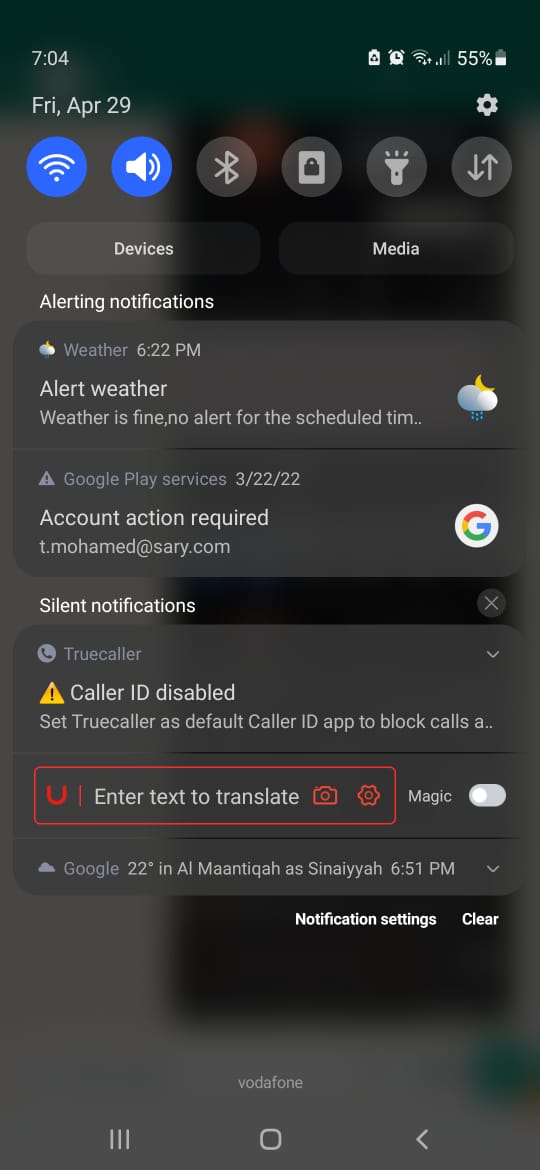 7:04
55%
Fri, Apr 29
Devices
Media
Alerting notifications
Weather 6:22 PM
Alert weather
Weather is fine,no alert for the scheduled tim..
Google Play services 3/22/22
Account action required
t.mohamed@sary.com
Silent notifications
Truecaller
Caller ID disabled
Set Truecaller as default Caller ID app to block calls a..
Enter text to translate
Magic
Google 22° in Al Maantiqah as Sinaiyyah 6:51 PM
Notification settings
Clear
vodafone